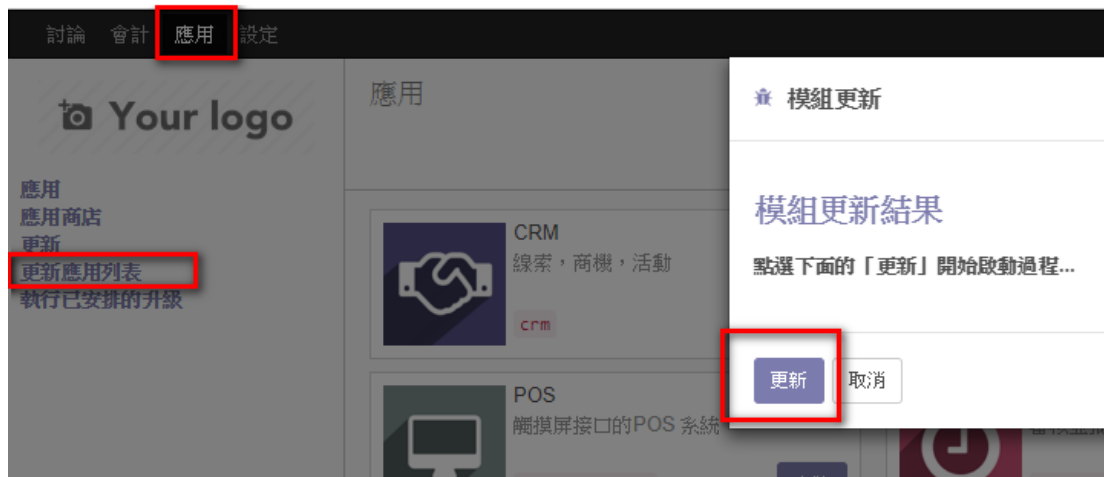 討論 會計 應用 設定
Your logo
應用
應用商店
更新
更新應用列表
執行已安排的升級
應用
CRM
線索，商機，活動
crm
POS
觸摸屏接口的POS 系統
模組更新
模組更新結果
點選下面的「更新」開始啟動過程...
更新 取消